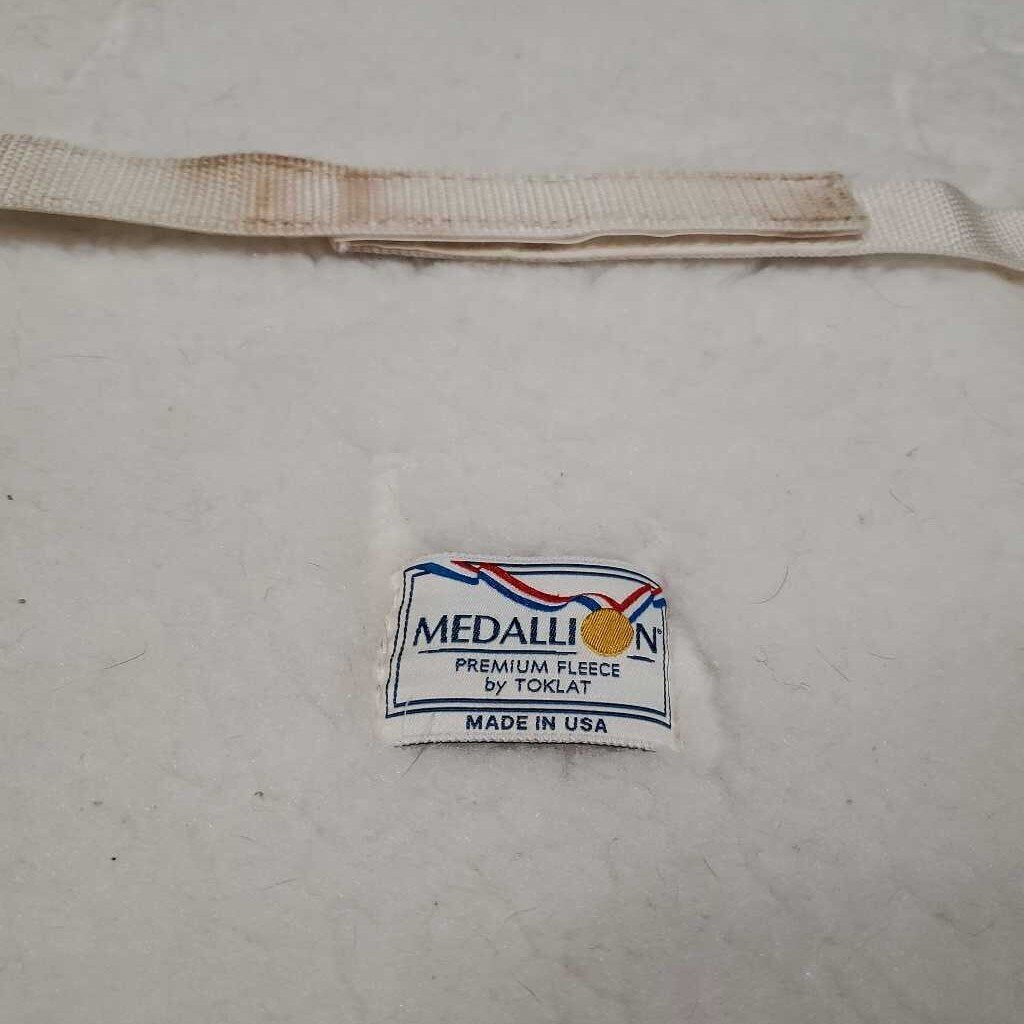 MEDALLION®
PREMIUM FLEECE
by TOKLAT
MADE IN USA